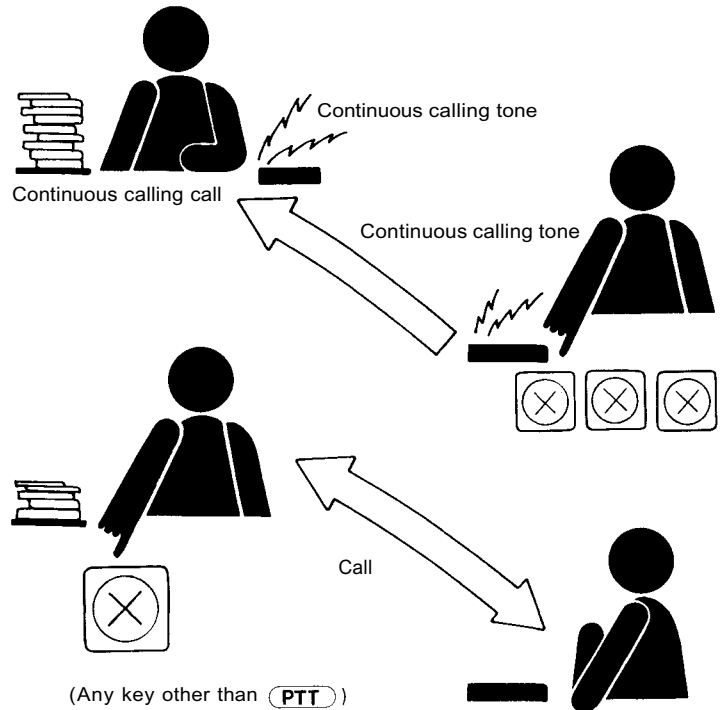 Continuous calling tone
Continuous calling call
Continuous calling tone
Call
(Any key other than PTT)